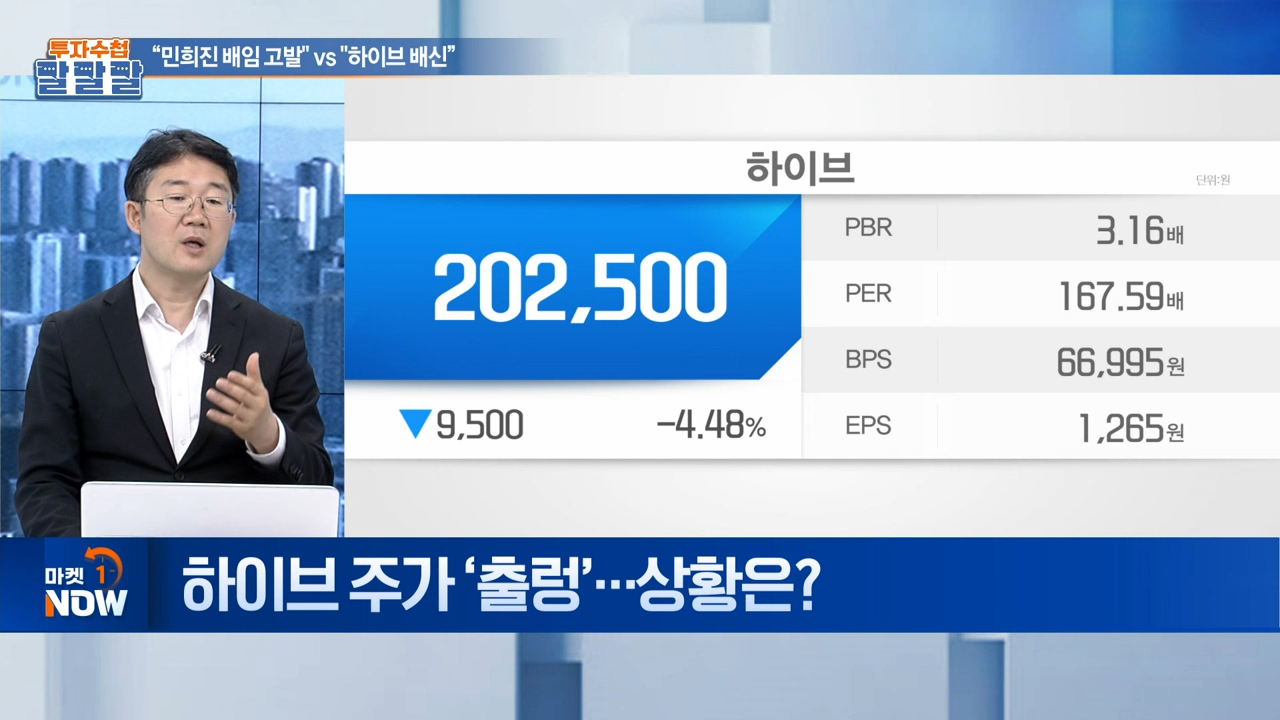 투자수첩
팔팔팔
“민희진 배임 고발" vs "하이브 배신”
하이브
단위:원
202,500
▼9,500 -4.48%
PBR 3.16배
PER 167.59배
BPS 66,995원
EPS 1,265원
마켓 1
NOW
하이브 주가 ‘출렁’…상황은?